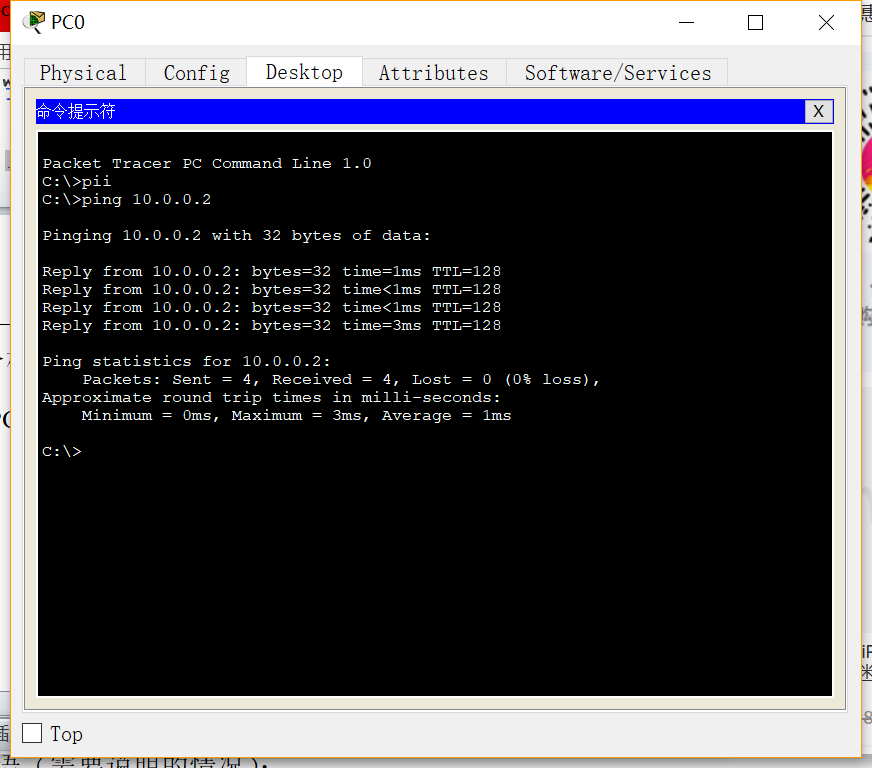 PC0
Physical Config Desktop Attributes Software/Services
命令提示符 X
Packet Tracer PC Command Line 1.0
C:\>pii
C:\>ping 10.0.0.2
Pinging 10.0.0.2 with 32 bytes of data:
Reply from 10.0.0.2: bytes=32 time=1ms TTL=128
Reply from 10.0.0.2: bytes=32 time<1ms TTL=128
Reply from 10.0.0.2: bytes=32 time<1ms TTL=128
Reply from 10.0.0.2: bytes=32 time=3ms TTL=128
Ping statistics for 10.0.0.2:
Packets: Sent = 4, Received = 4, Lost = 0 (0% loss),
Approximate round trip times in milli-seconds:
Minimum = 0ms, Maximum = 3ms, Average = 1ms
C:\>
Top